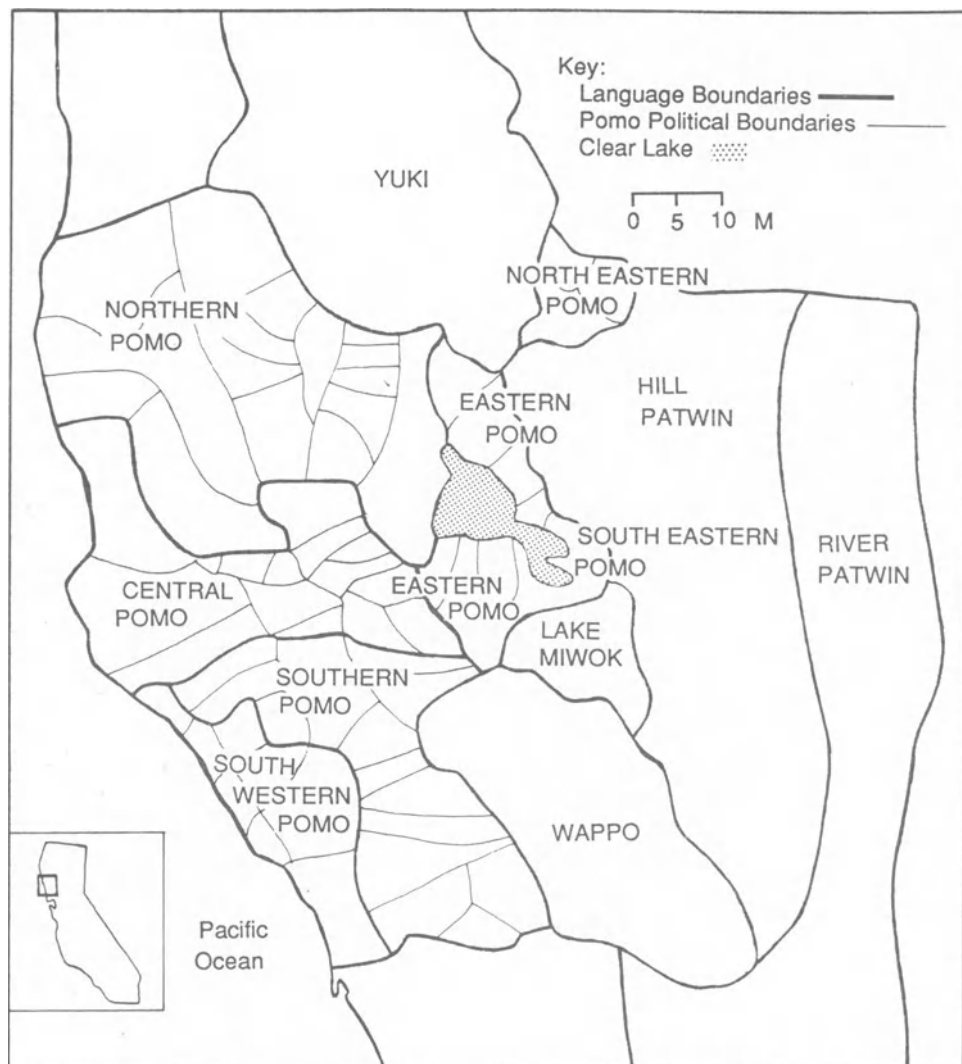 Key:
Language Boundaries
Pomo Political Boundaries
Clear Lake
0 5 10 M
YUKI
NORTH EASTERN
POMO
NORTHERN
POMO
HILL
PATWIN
EASTERN
POMO
SOUTH EASTERN
POMO
RIVER
PATWIN
CENTRAL
POMO
EASTERN
POMO
LAKE
MIWOK
SOUTHERN
POMO
SOUTH
WESTERN
POMO
WAPPO
Pacific
Ocean